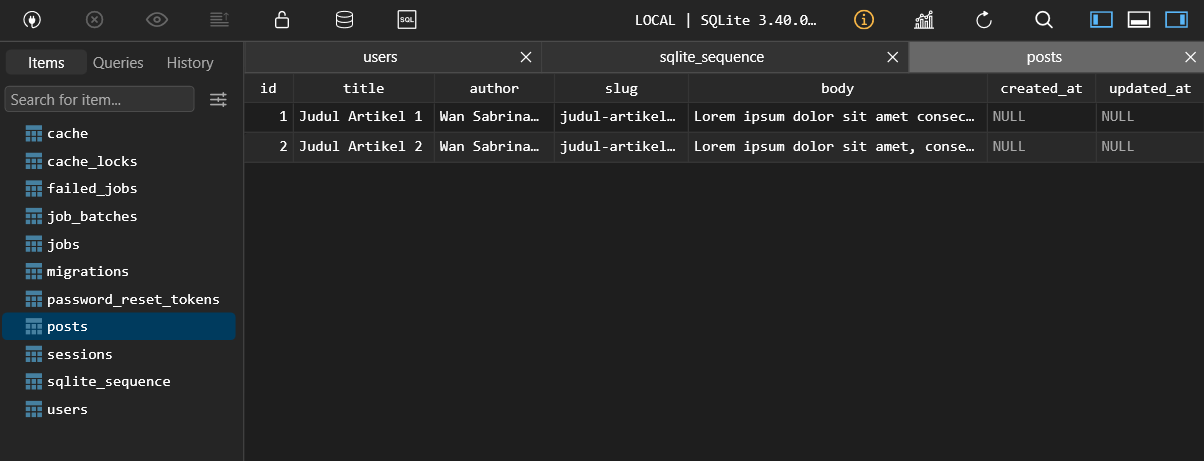 SQL
LOCAL | SQLite 3.40.0…
Items Queries History
Search for item...
cache
cache_locks
failed_jobs
job_batches
jobs
migrations
password_reset_tokens
posts
sessions
sqlite_sequence
users
users sqlite_sequence posts
id title author slug body created_at updated_at
1 Judul Artikel 1 Wan Sabrina… judul-artikel… Lorem ipsum dolor sit amet consec… NULL NULL
2 Judul Artikel 2 Wan Sabrina… judul-artikel… Lorem ipsum dolor sit amet, conse… NULL NULL